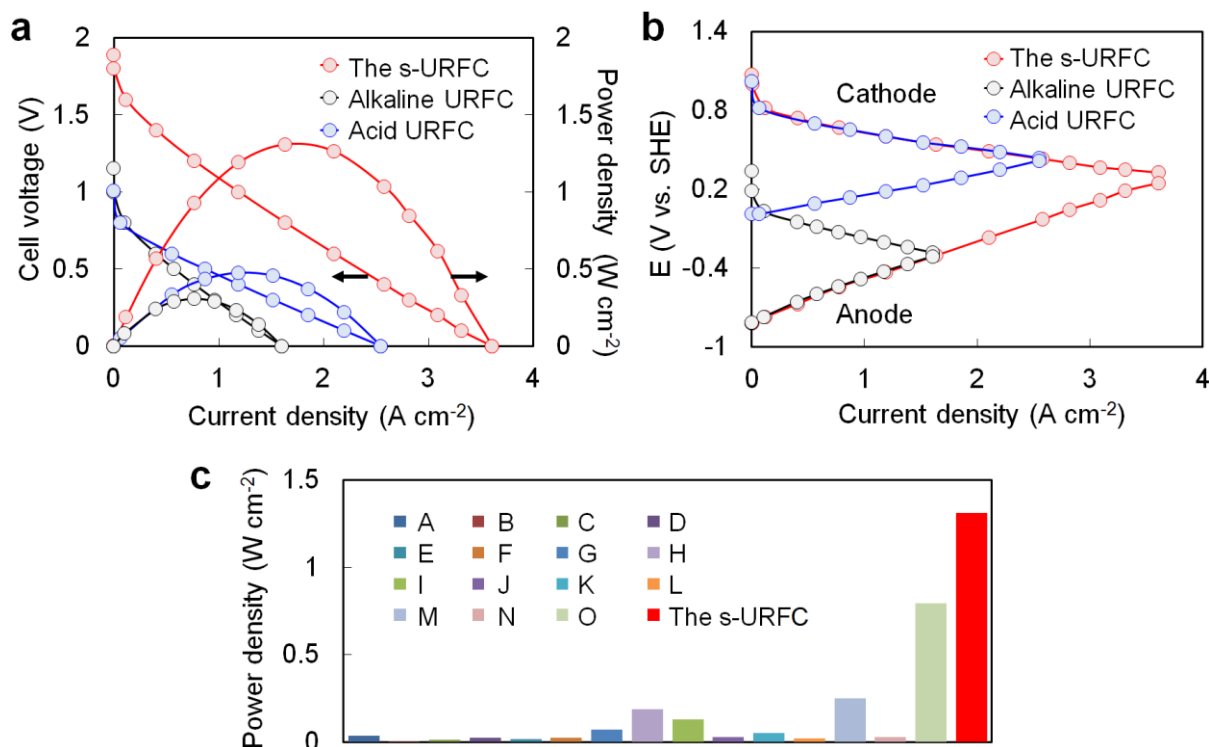 a
2
1.5
1
0.5
0
Cell voltage (V)
The s-URFC
Alkaline URFC
Acid URFC
2
1.5
1
0.5
0
Power density (W cm-2)
0 1 2 3 4
Current density (A cm-2)
b
1.4
0.8
0.2
-0.4
-1
E (V vs. SHE)
The s-URFC
Alkaline URFC
Acid URFC
Cathode
Anode
0 1 2 3 4
Current density (A cm-2)
c
1.5
1
0.5
0
Power density (W cm-2)
A B C D
E F G H
I J K L
M N O The s-URFC